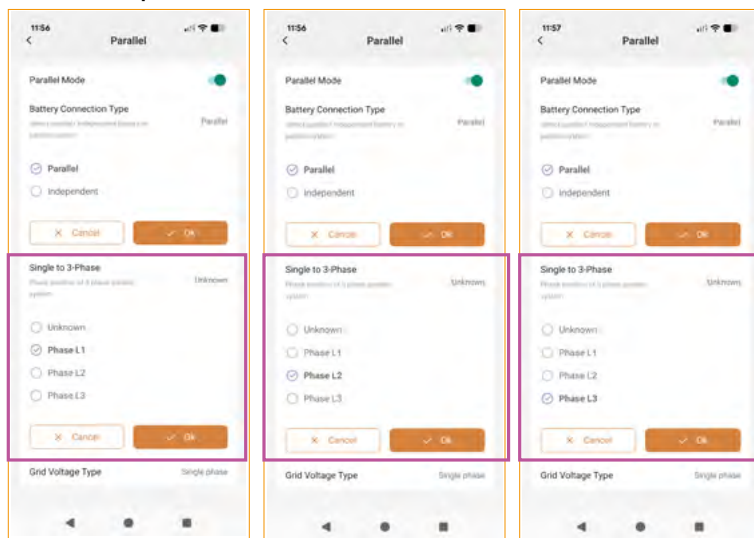 11:56
Parallel
Parallel Mode
Battery Connection Type
Parallel
Parallel
Independent
Cancel
Ok
Single to 3-Phase
Unknown
Unknown
Phase L1
Phase L2
Phase L3
Cancel
Ok
Grid Voltage Type
Single phase
11:56
Parallel
Parallel Mode
Battery Connection Type
Parallel
Parallel
Independent
Cancel
Ok
Single to 3-Phase
Unknown
Unknown
Phase L1
Phase L2
Phase L3
Cancel
Ok
Grid Voltage Type
Single phase
11:57
Parallel
Parallel Mode
Battery Connection Type
Parallel
Parallel
Independent
Cancel
Ok
Single to 3-Phase
Unknown
Unknown
Phase L1
Phase L2
Phase L3
Cancel
Ok
Grid Voltage Type
Single phase